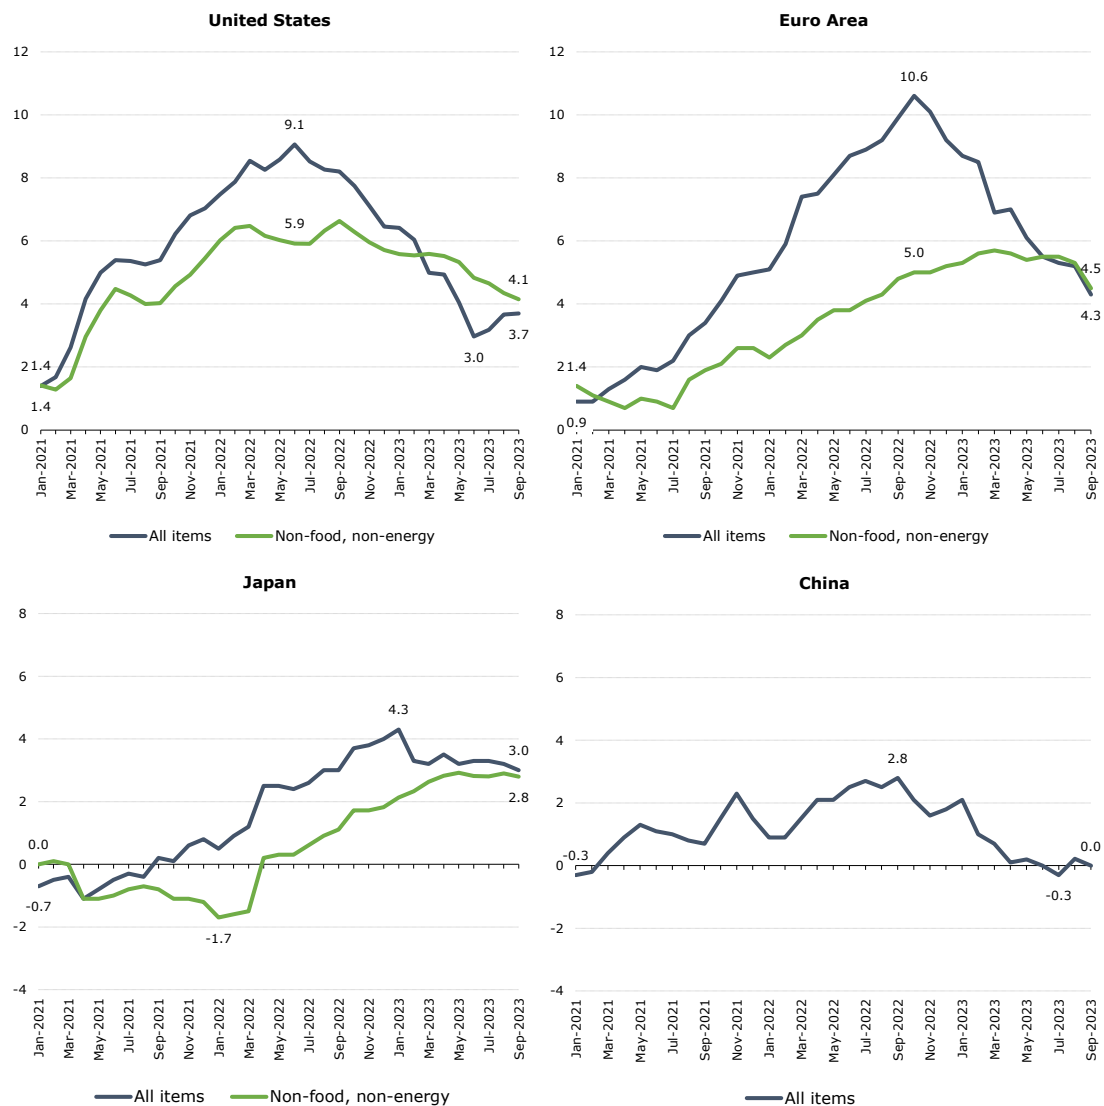 United States
12
10
8
6
4
2
0
9.1
5.9
4.1
3.7
3.0
1.4
1.4
Jan-2021
Mar-2021
May-2021
Jul-2021
Sep-2021
Nov-2021
Jan-2022
Mar-2022
May-2022
Jul-2022
Sep-2022
Nov-2022
Jan-2023
Mar-2023
May-2023
Jul-2023
Sep-2023
All items
Non-food, non-energy
Euro Area
12
10
8
6
4
2
0
10.6
5.0
4.5
4.3
1.4
0.9
Jan-2021
Mar-2021
May-2021
Jul-2021
Sep-2021
Nov-2021
Jan-2022
Mar-2022
May-2022
Jul-2022
Sep-2022
Nov-2022
Jan-2023
Mar-2023
May-2023
Jul-2023
Sep-2023
All items
Non-food, non-energy
Japan
8
6
4
2
0
-2
-4
4.3
3.0
2.8
0.0
-0.7
-1.7
Jan-2021
Mar-2021
May-2021
Jul-2021
Sep-2021
Nov-2021
Jan-2022
Mar-2022
May-2022
Jul-2022
Sep-2022
Nov-2022
Jan-2023
Mar-2023
May-2023
Jul-2023
Sep-2023
All items
Non-food, non-energy
China
8
6
4
2
0
-2
-4
2.8
-0.3
0.0
-0.3
Jan-2021
Mar-2021
May-2021
Jul-2021
Sep-2021
Nov-2021
Jan-2022
Mar-2022
May-2022
Jul-2022
Sep-2022
Nov-2022
Jan-2023
Mar-2023
May-2023
Jul-2023
Sep-2023
All items